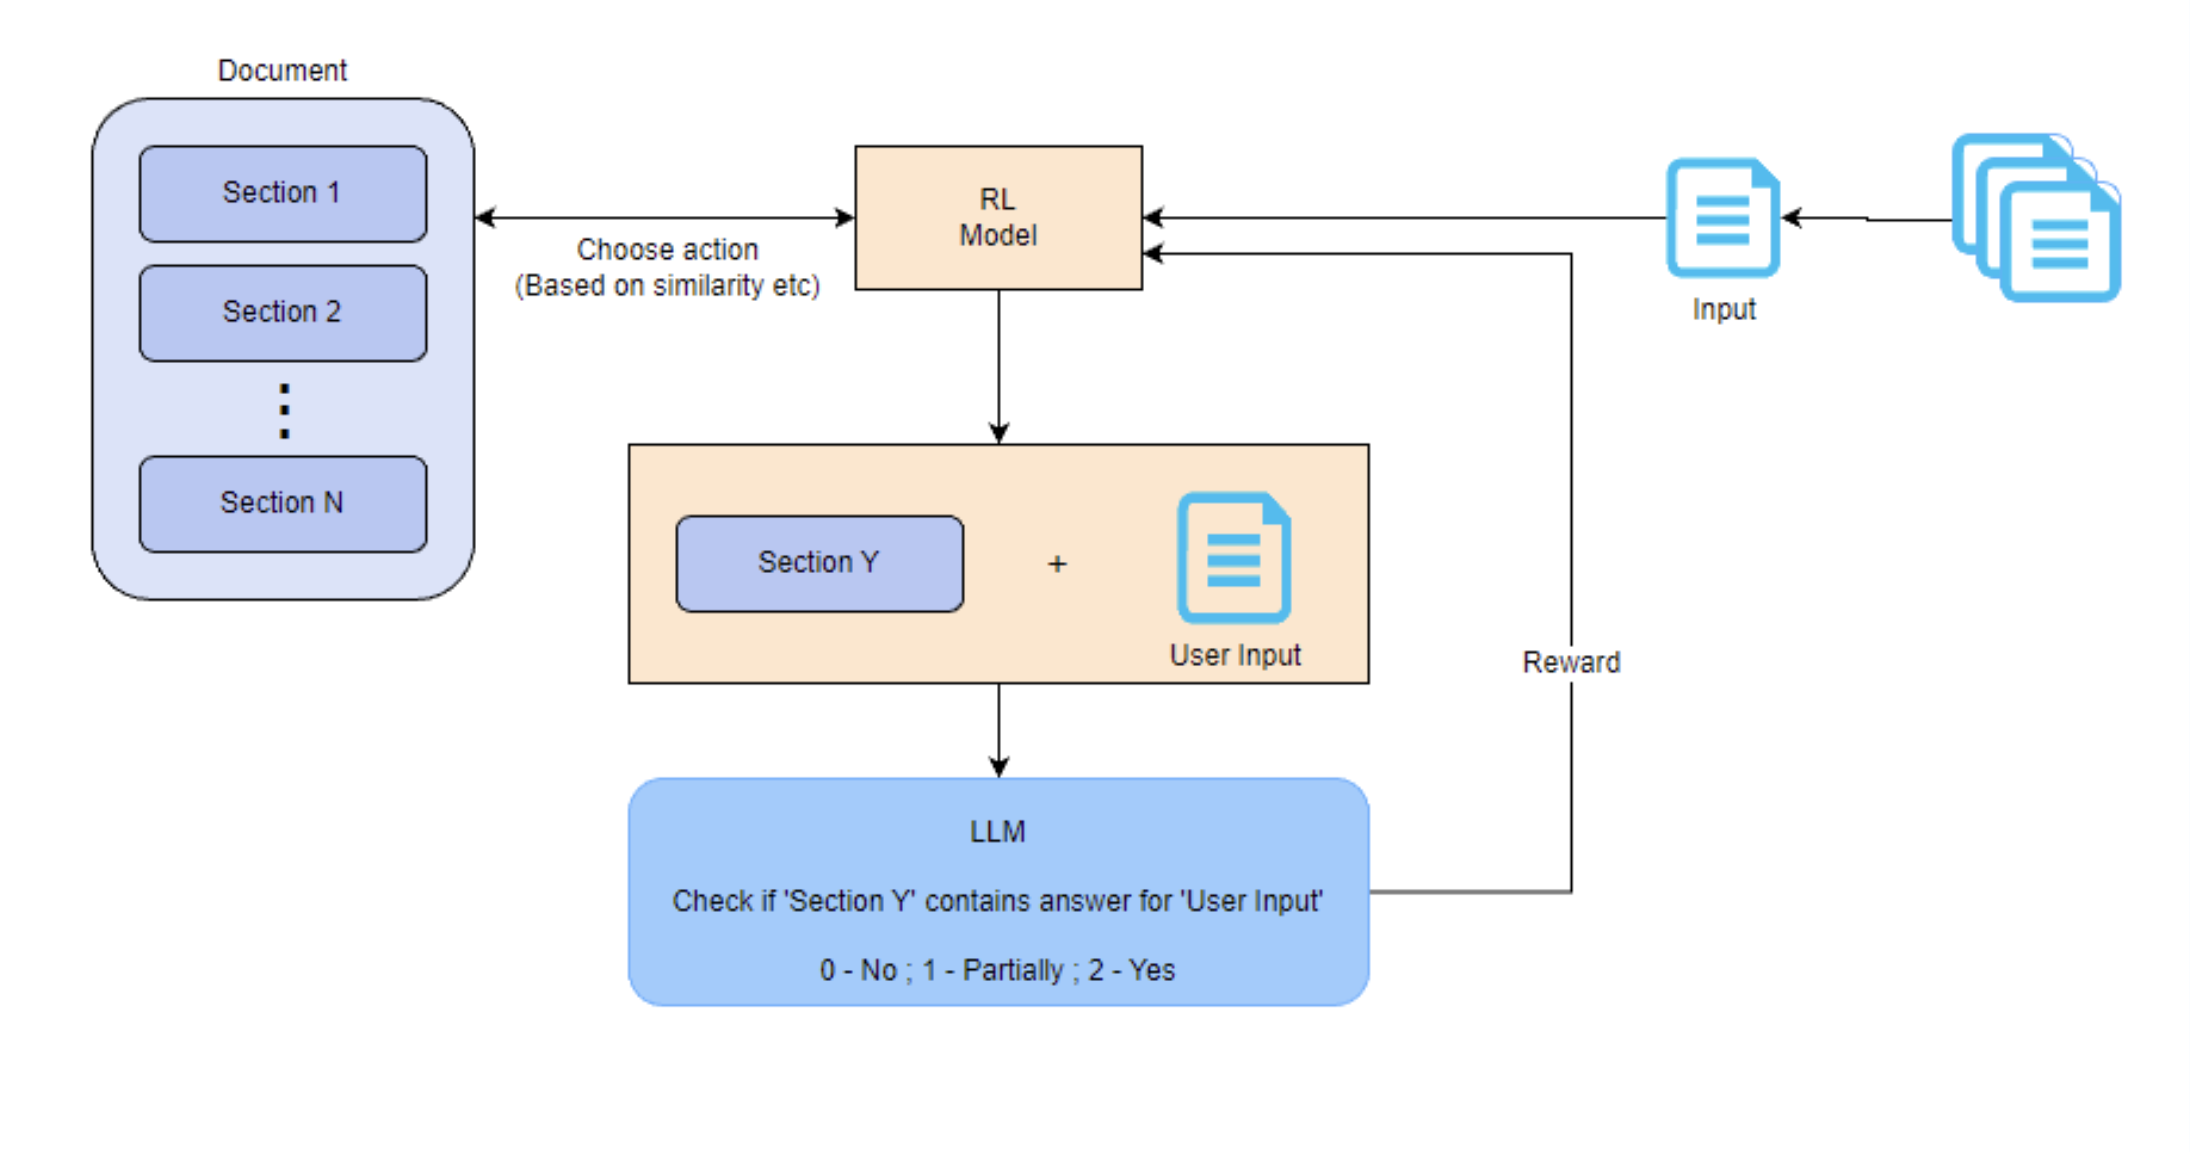 Document
Section 1
Section 2
Section N
Choose action
(Based on similarity etc)
RL
Model
Input
Section Y
+
User Input
Reward
LLM
Check if 'Section Y' contains answer for 'User Input'
0 - No ; 1 - Partially ; 2 - Yes